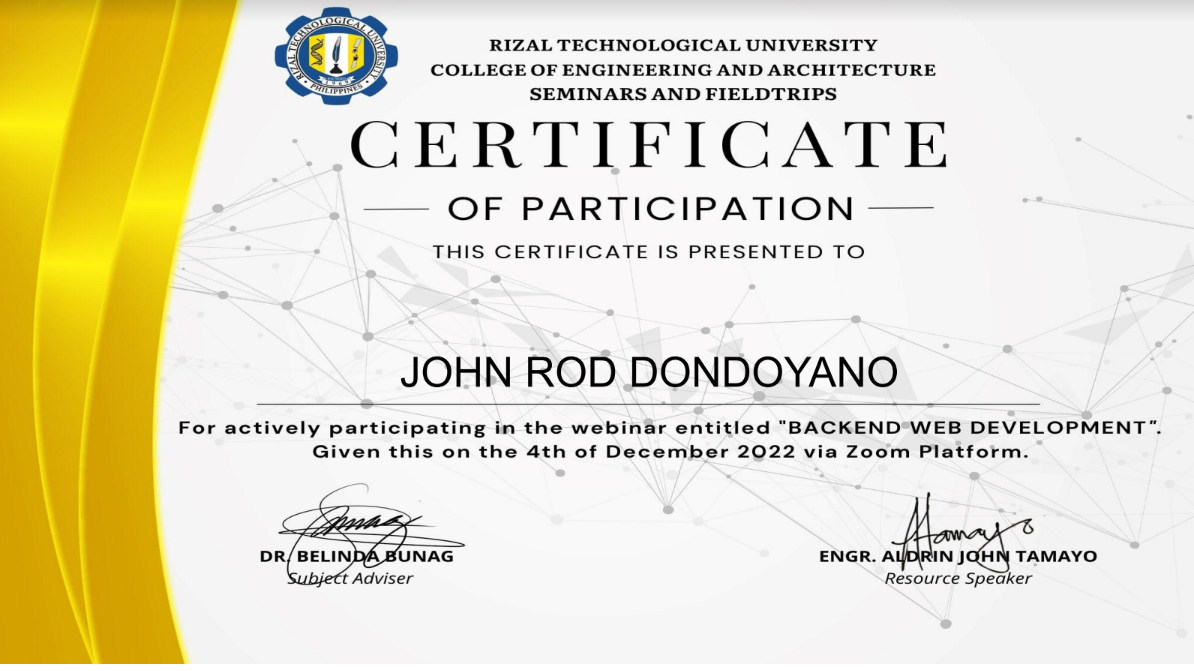 RIZAL TECHNOLOGICAL UNIVERSITY
PHILIPPINES
RIZAL TECHNOLOGICAL UNIVERSITY
COLLEGE OF ENGINEERING AND ARCHITECTURE
SEMINARS AND FIELDTRIPS
CERTIFICATE
OF PARTICIPATION
THIS CERTIFICATE IS PRESENTED TO
JOHN ROD DONDOYANO
For actively participating in the webinar entitled "BACKEND WEB DEVELOPMENT".
Given this on the 4th of December 2022 via Zoom Platform.
DR. BELINDA BUNAG
Subject Adviser
Tamayo
ENGR. ALDRIN JOHN TAMAYO
Resource Speaker